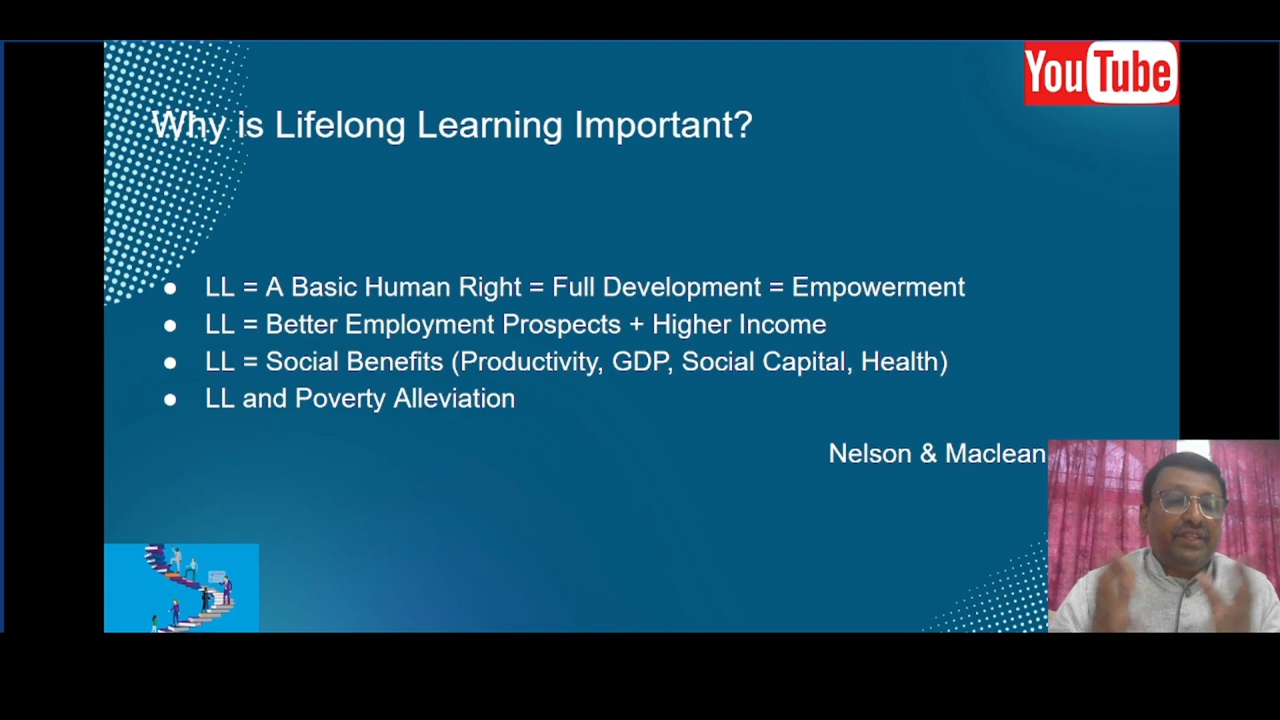 YouTube
Why is Lifelong Learning Important?
● LL = A Basic Human Right = Full Development = Empowerment
● LL = Better Employment Prospects + Higher Income
● LL = Social Benefits (Productivity, GDP, Social Capital, Health)
● LL and Poverty Alleviation
Nelson & Maclean